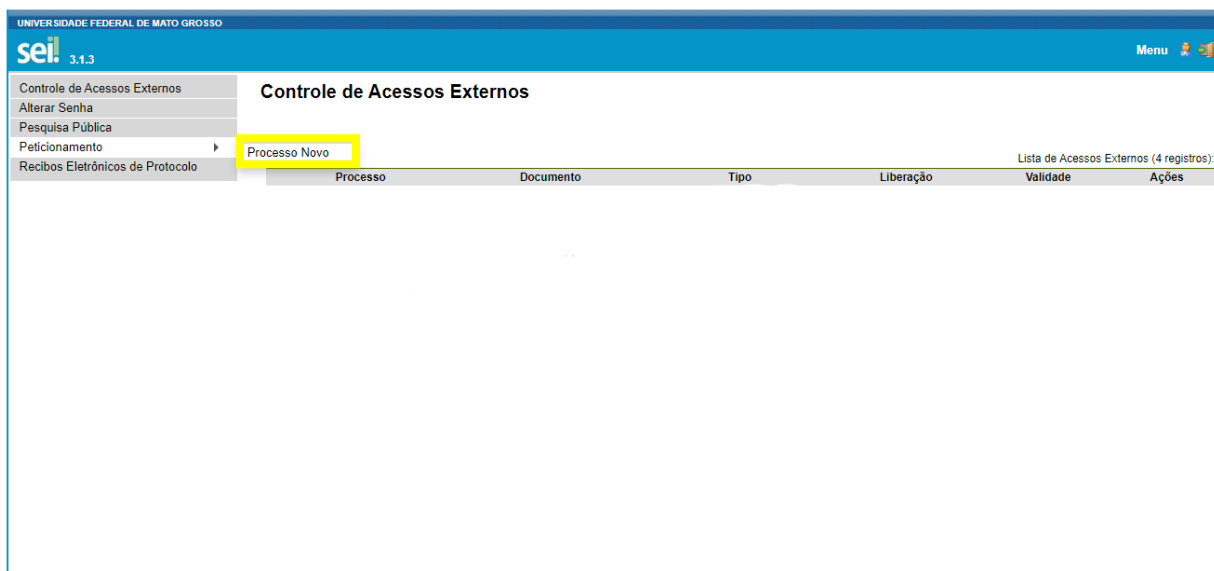 UNIVERSIDADE FEDERAL DE MATO GROSSO
sei! 3.1.3
Menu
Controle de Acessos Externos
Alterar Senha
Pesquisa Pública
Peticionamento
Recibos Eletrônicos de Protocolo
Controle de Acessos Externos
Processo Novo
Lista de Acessos Externos (4 registros):
Processo Documento Tipo Liberação Validade Ações